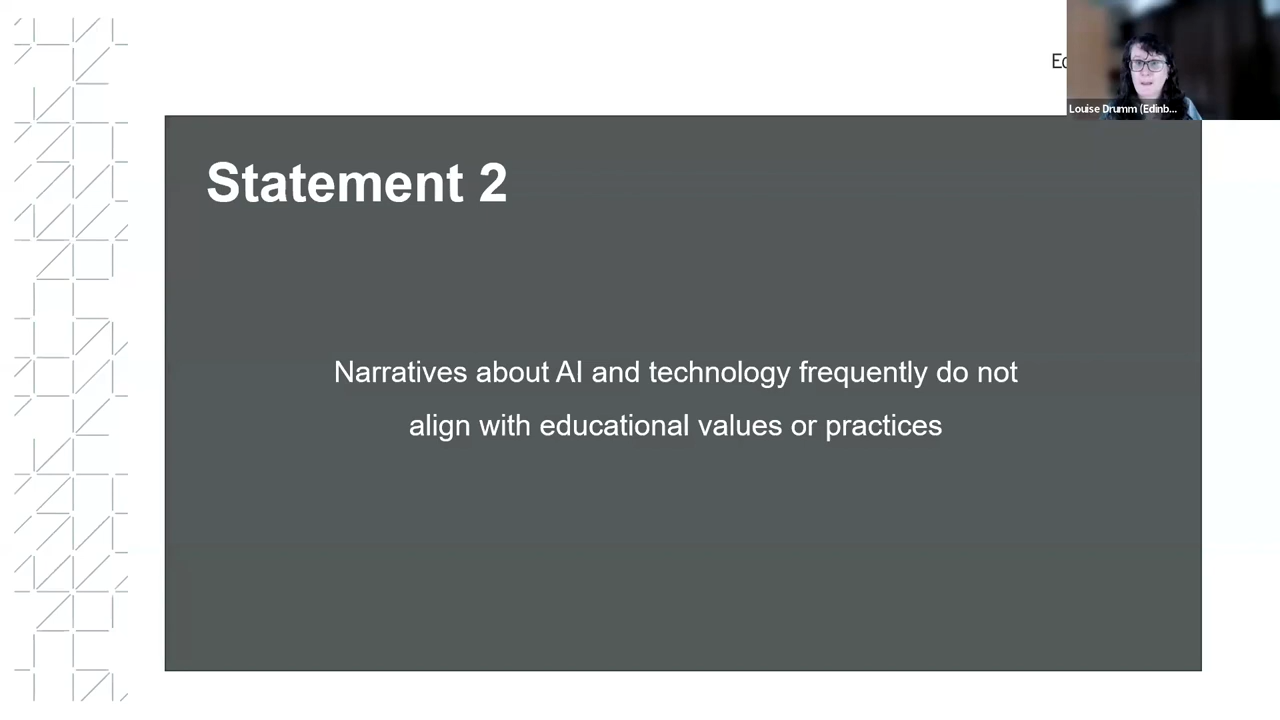 Ed
Louise Drumm (Edinb...
Statement 2
Narratives about AI and technology frequently do not
align with educational values or practices